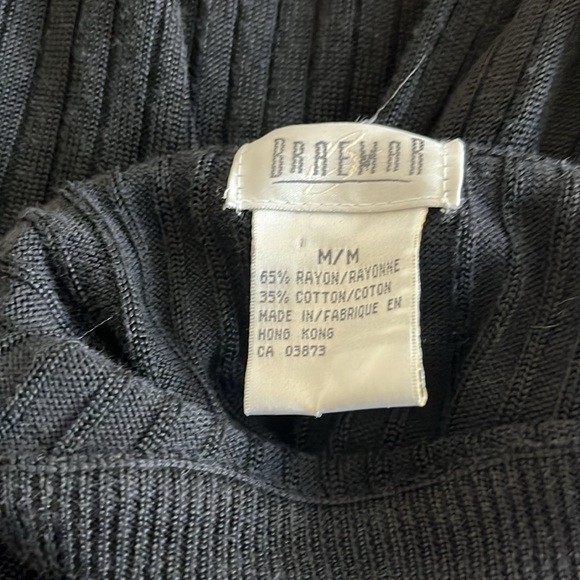 BRAEMAR
M/M
65% RAYON/RAYONNE
35% COTTON/COTON
MADE IN/FABRIQUE EN
HONG KONG
CA 03873